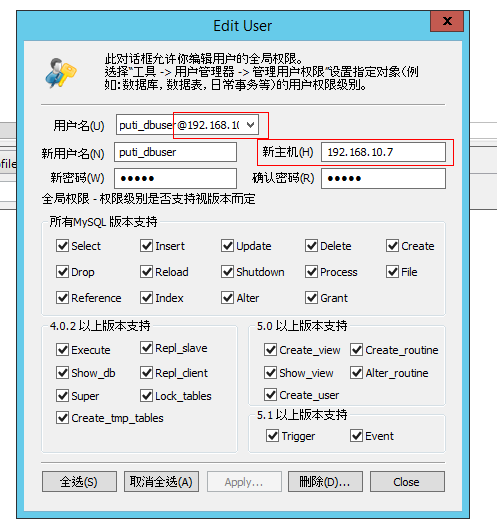 Edit User
x
此对话框允许你编辑用户的全局权限。
选择“工具 -> 用户管理器 -> 管理用户权限”设置指定对象(例
如:数据库, 数据表, 日常事务等)的用户权限级别。
用户名(U) puti_dbuser@192.168.10
新用户名(N) puti_dbuser 新主机(H) 192.168.10.7
新密码(W) ●●●●● 确认密码(R) ●●●●●
全局权限 - 权限级别是否支持视版本而定
所有MySQL 版本支持
Select Insert Update Delete Create
Drop Reload Shutdown Process File
Reference Index Alter Grant
4.0.2 以上版本支持
Execute Repl_slave
Show_db Repl_client
Super Lock_tables
Create_tmp_tables
5.0 以上版本支持
Create_view Create_routine
Show_view Alter_routine
Create_user
5.1 以上版本支持
Trigger Event
全选(S) 取消全选(A) Apply... 删除(D)... Close
ofile